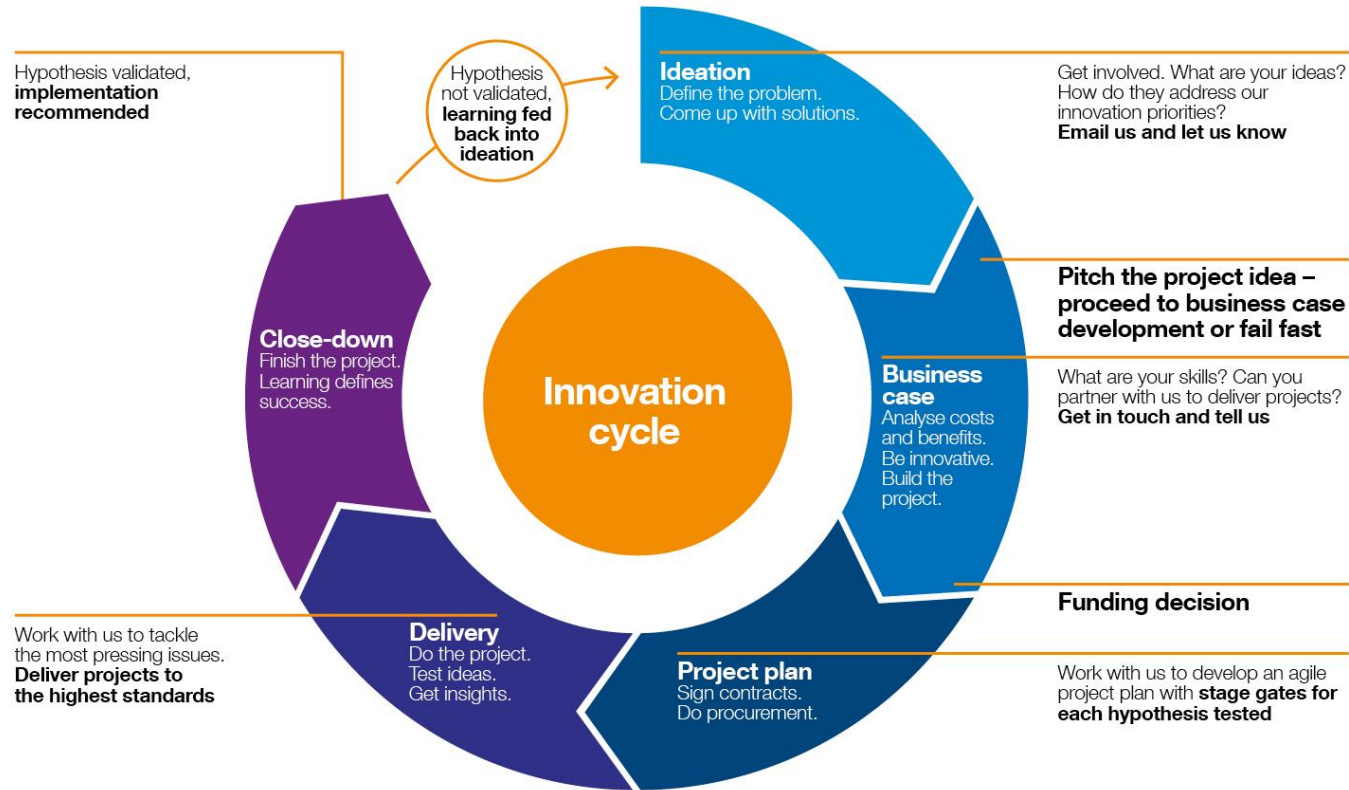 Hypothesis validated,
implementation
recommended
Hypothesis
not validated,
learning fed
back into
ideation
Ideation
Define the problem.
Come up with solutions.
Get involved. What are your ideas?
How do they address our
innovation priorities?
Email us and let us know
Pitch the project idea –
proceed to business case
development or fail fast
Business
case
Analyse costs
and benefits.
Be innovative.
Build the
project.
What are your skills? Can you
partner with us to deliver projects?
Get in touch and tell us
Funding decision
Project plan
Sign contracts.
Do procurement.
Work with us to develop an agile
project plan with stage gates for
each hypothesis tested
Delivery
Do the project.
Test ideas.
Get insights.
Work with us to tackle
the most pressing issues.
Deliver projects to
the highest standards
Close-down
Finish the project.
Learning defines
success.
Innovation
cycle